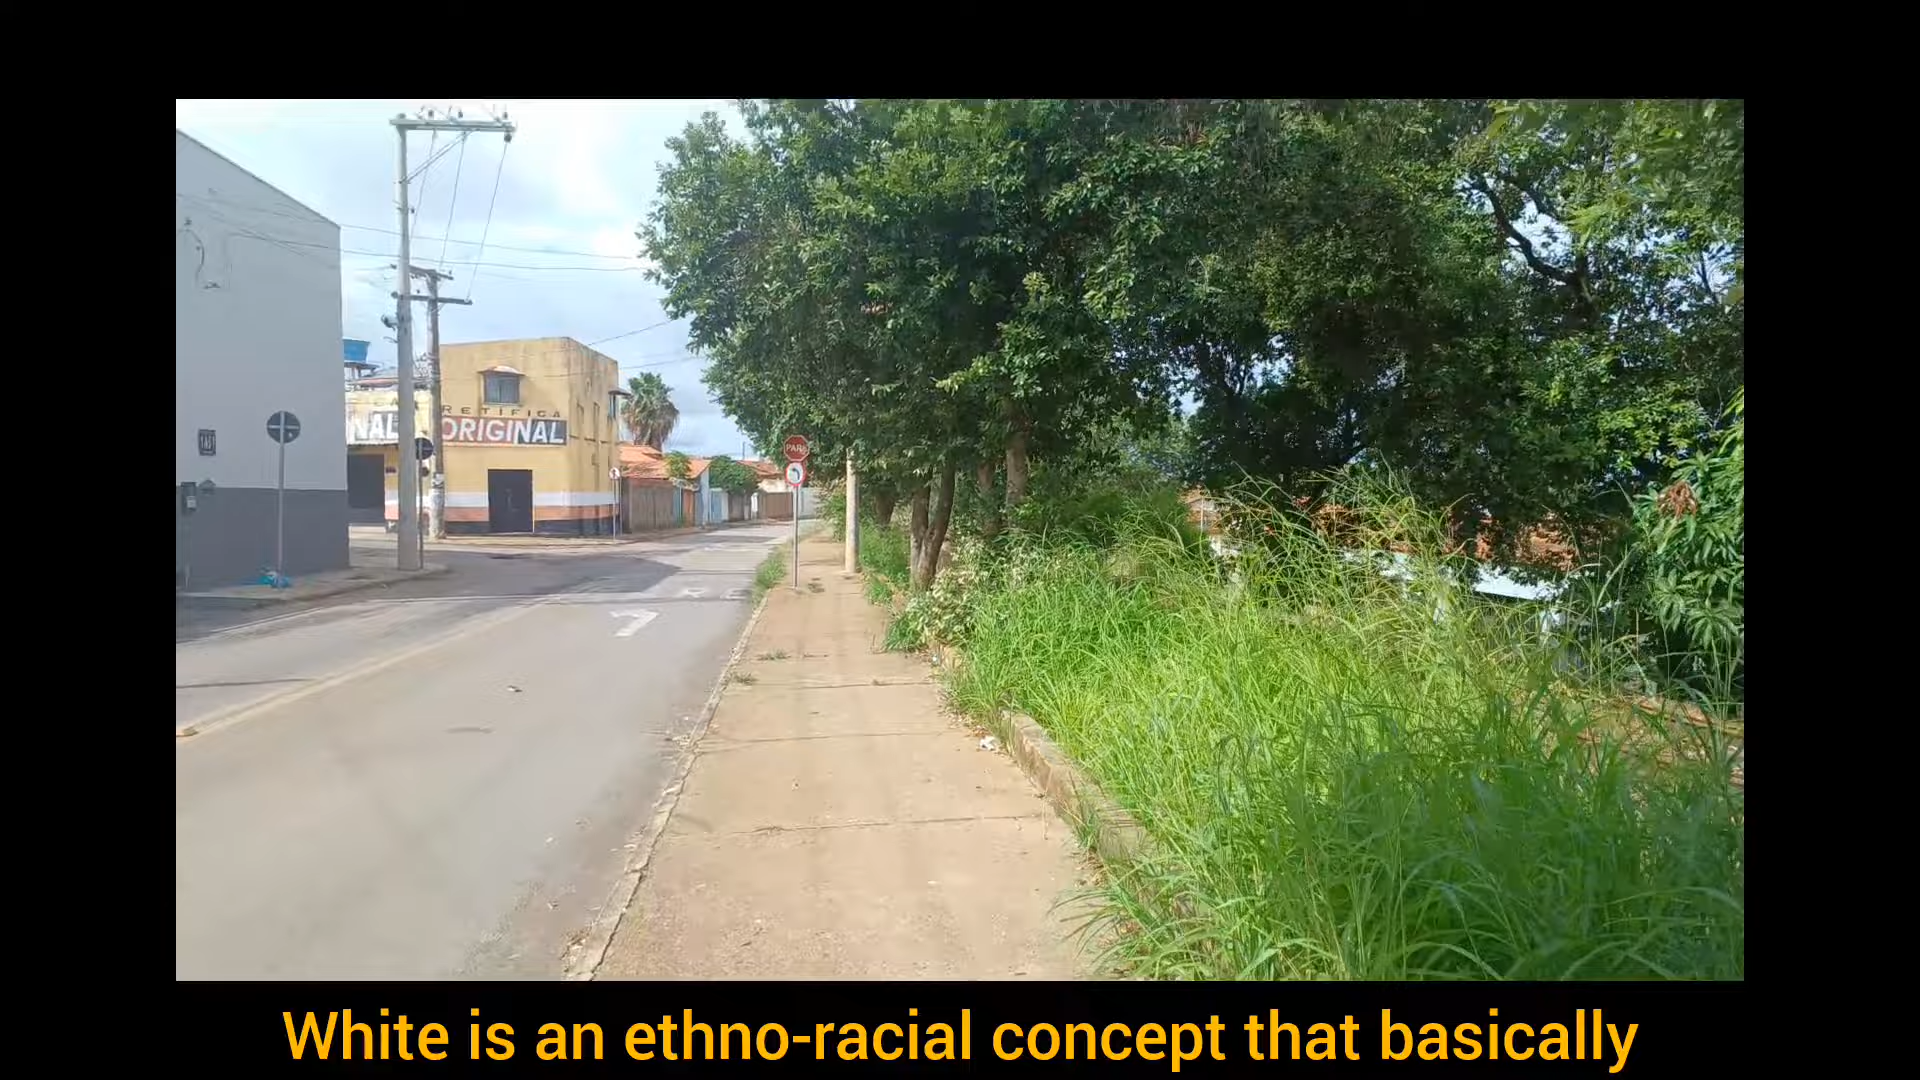 RETIFICA
NAL ORIGINAL
PARE
White is an ethno-racial concept that basically